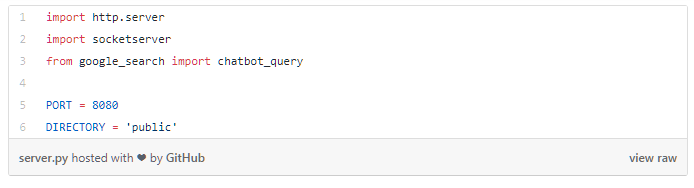 1 import http.server
2 import socketserver
3 from google_search import chatbot_query
4
5 PORT = 8080
6 DIRECTORY = 'public'
server.py hosted with ❤ by GitHub view raw